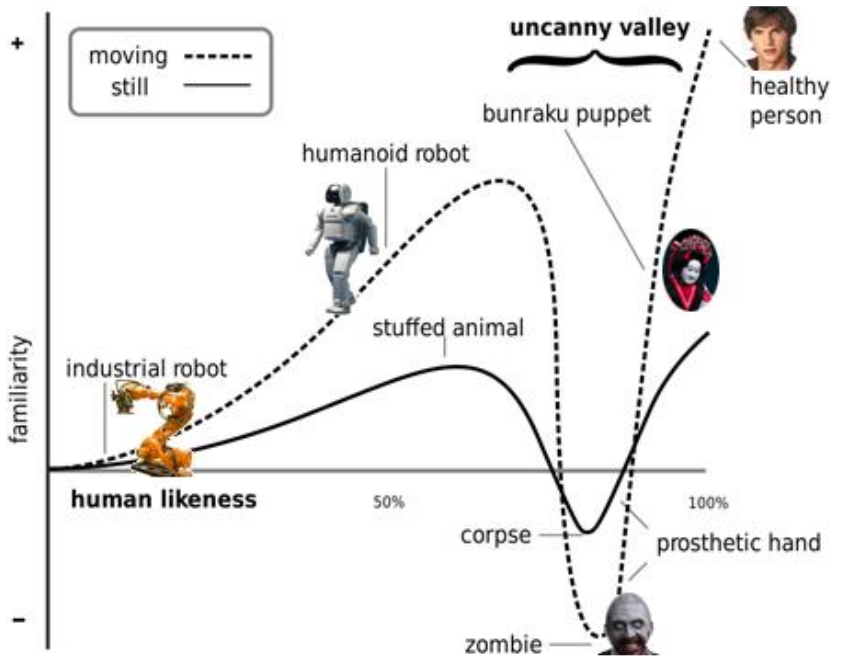 +
moving
still
uncanny valley
healthy
person
bunraku puppet
humanoid robot
stuffed animal
industrial robot
familiarity
human likeness
50%
100%
corpse
prosthetic hand
zombie
–